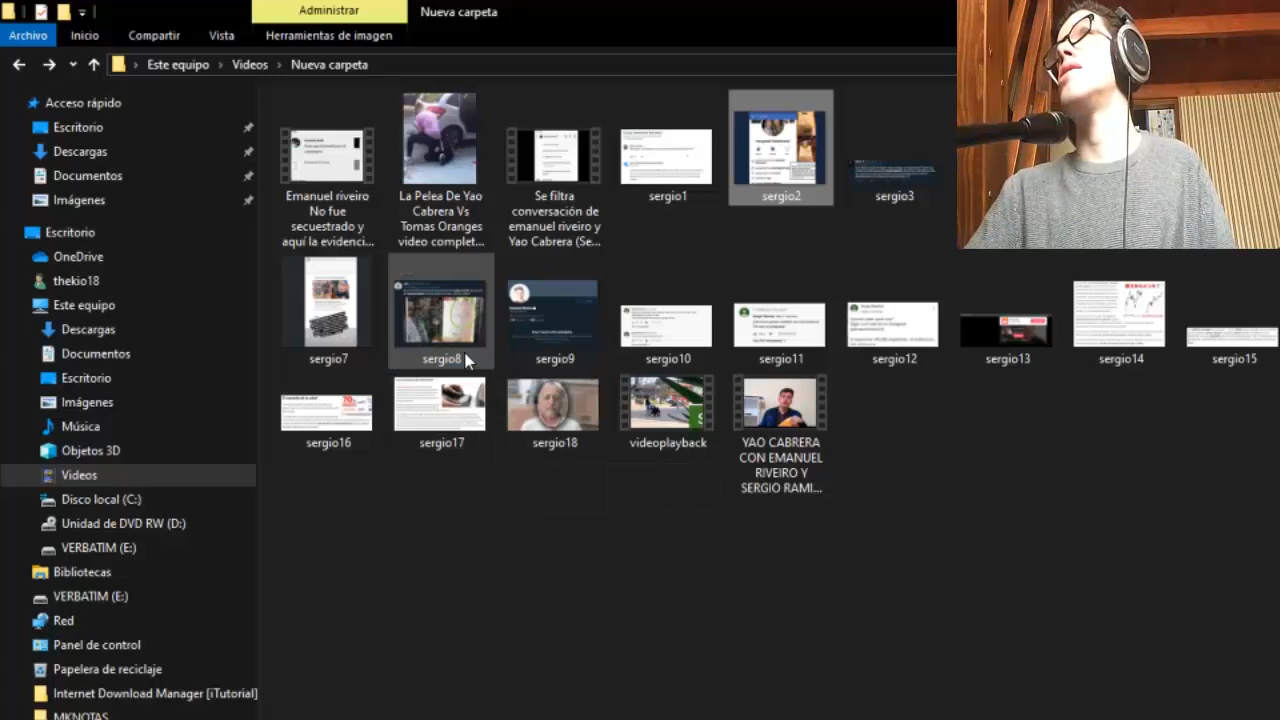 Administrar
Nueva carpeta
Archivo
Inicio
Compartir
Vista
Herramientas de imagen
Este equipo
Videos
Nueva carpeta
Acceso rápido
Escritorio
Descargas
Documentos
Imágenes
Escritorio
OneDrive
thekio18
Este equipo
Descargas
Documentos
Escritorio
Imágenes
Música
Objetos 3D
Videos
Disco local (C:)
Unidad de DVD RW (D:)
VERBATIM (E:)
Bibliotecas
VERBATIM (E:)
Red
Panel de control
Papelera de reciclaje
Internet Download Manager [iTutorial]
MKNOTAS
Emanuel riveiro
No fue
secuestrado y
aquí la evidenci...
La Pelea De Yao
Cabrera Vs
Tomas Oranges
video complet...
Se filtra
conversación de
emanuel riveiro y
Yao Cabrera (Se...
sergio1
sergio2
sergio3
sergio7
sergio8
sergio9
sergio10
sergio11
sergio12
sergio13
sergio14
sergio15
sergio16
sergio17
sergio18
videoplayback
YAO CABRERA
CON EMANUEL
RIVEIRO Y
SERGIO RAMI...